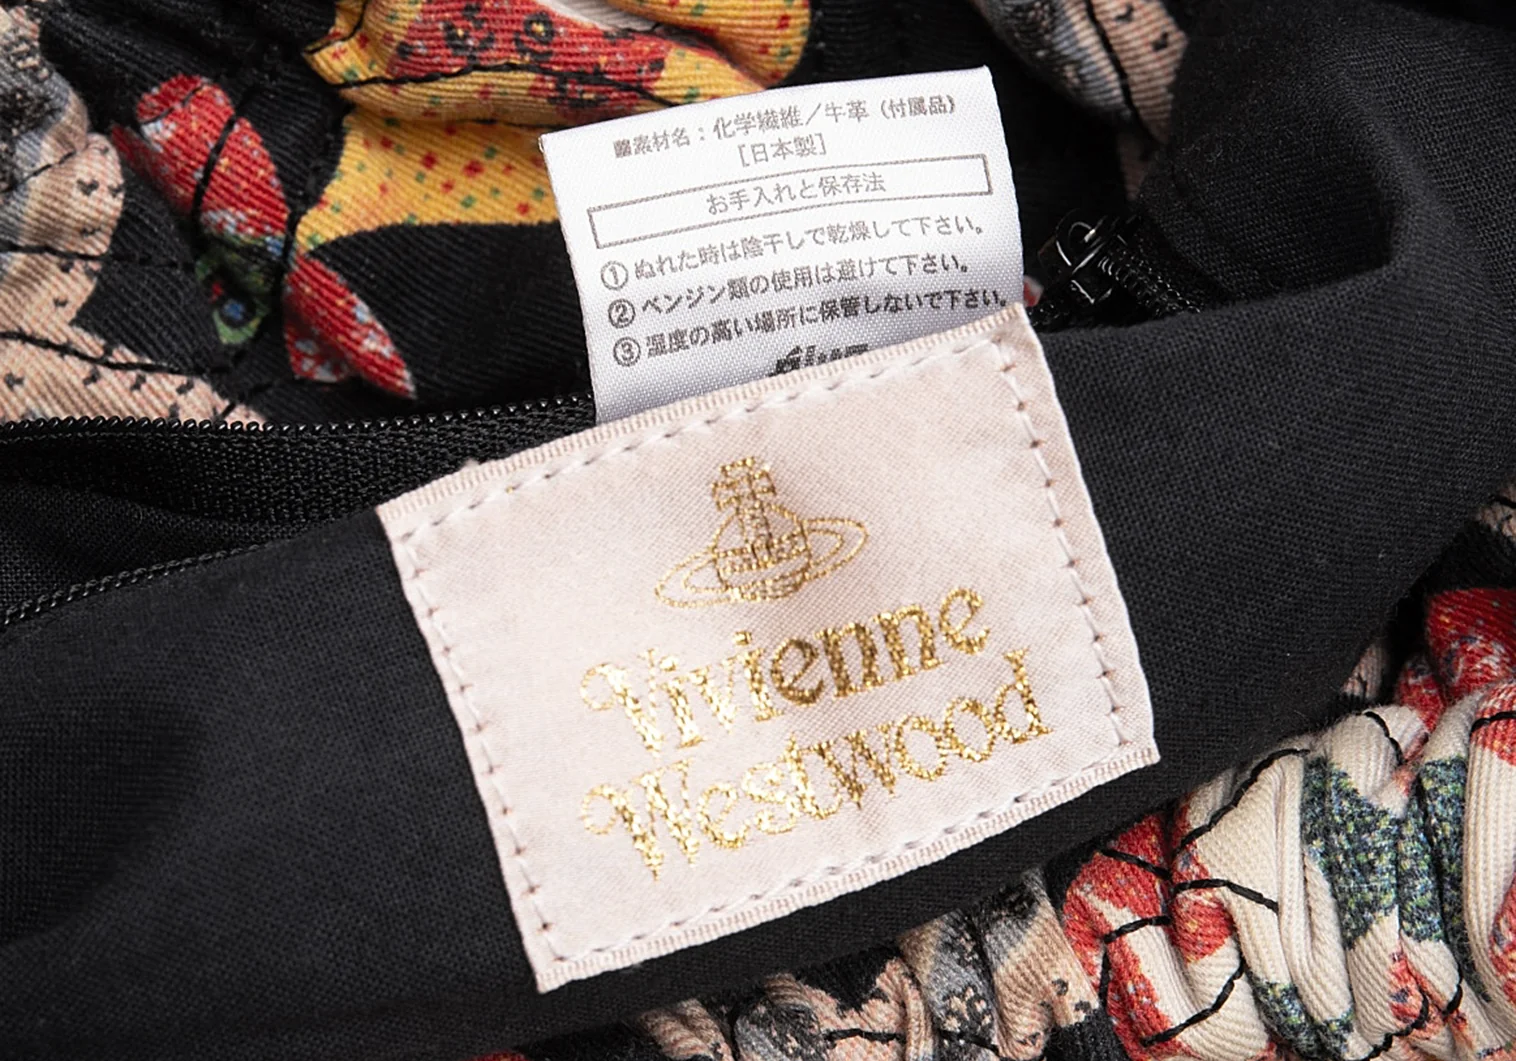 ■素材名：化学繊維／牛革（付属品）
［日本製］
お手入れと保存法
①ぬれた時は陰干しで乾燥して下さい。
②ベンジン類の使用は避けて下さい。
③湿度の高い場所に保管しないで下さい。
Vivienne
Westwood